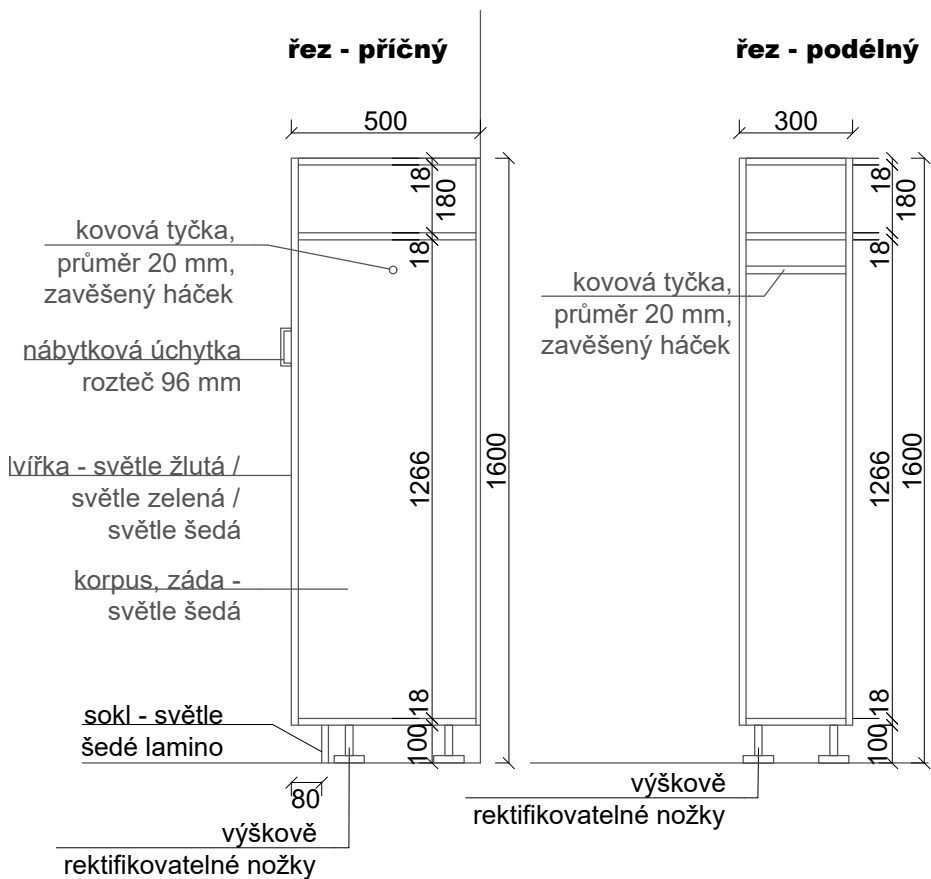 řez - příčný
500
18
180
18
kovová tyčka,
průměr 20 mm,
zavěšený háček
nábytková úchytka
rozteč 96 mm
lvířka - světle žlutá /
světle zelená /
světle šedá
korpus, záda -
světle šedá
1266
1600
sokl - světle
šedé lamino
18
100
80
výškově
rektifikovatelné nožky
řez - podélný
300
18
180
18
kovová tyčka,
průměr 20 mm,
zavěšený háček
1266
1600
18
100
výškově
rektifikovatelné nožky